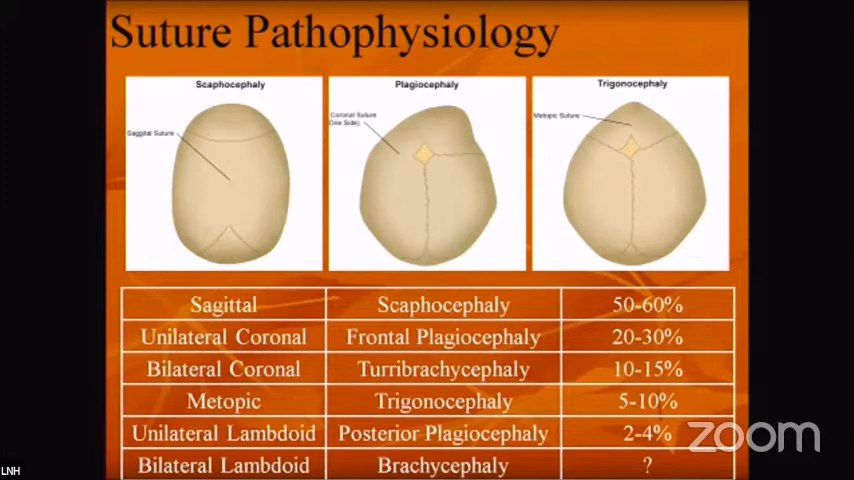 Suture Pathophysiology
Scaphocephaly
Sagittal Suture
Plagiocephaly
Coronal Suture
(one Side)
Trigonocephaly
Metopic Suture
Sagittal Scaphocephaly 50-60%
Unilateral Coronal Frontal Plagiocephaly 20-30%
Bilateral Coronal Turribrachycephaly 10-15%
Metopic Trigonocephaly 5-10%
Unilateral Lambdoid Posterior Plagiocephaly 2-4%
Bilateral Lambdoid Brachycephaly ?
zoom
LNH